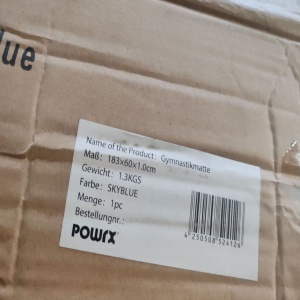 lue
Name of the Product: Gymnastikmatte
Maß: 183x60x1.0cm
Gewicht: 1.3KGS
Farbe: SKYBLUE
Menge: 1pc
Bestellungnr.:
POWRX
4 250508 524128